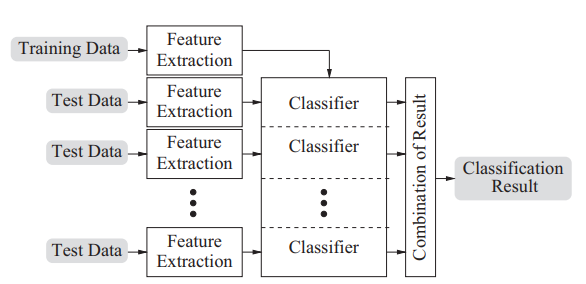 Training Data
Feature
Extraction
Test Data
Feature
Extraction
Classifier
Test Data
Feature
Extraction
Classifier
Test Data
Feature
Extraction
Classifier
Combination of Result
Classification
Result